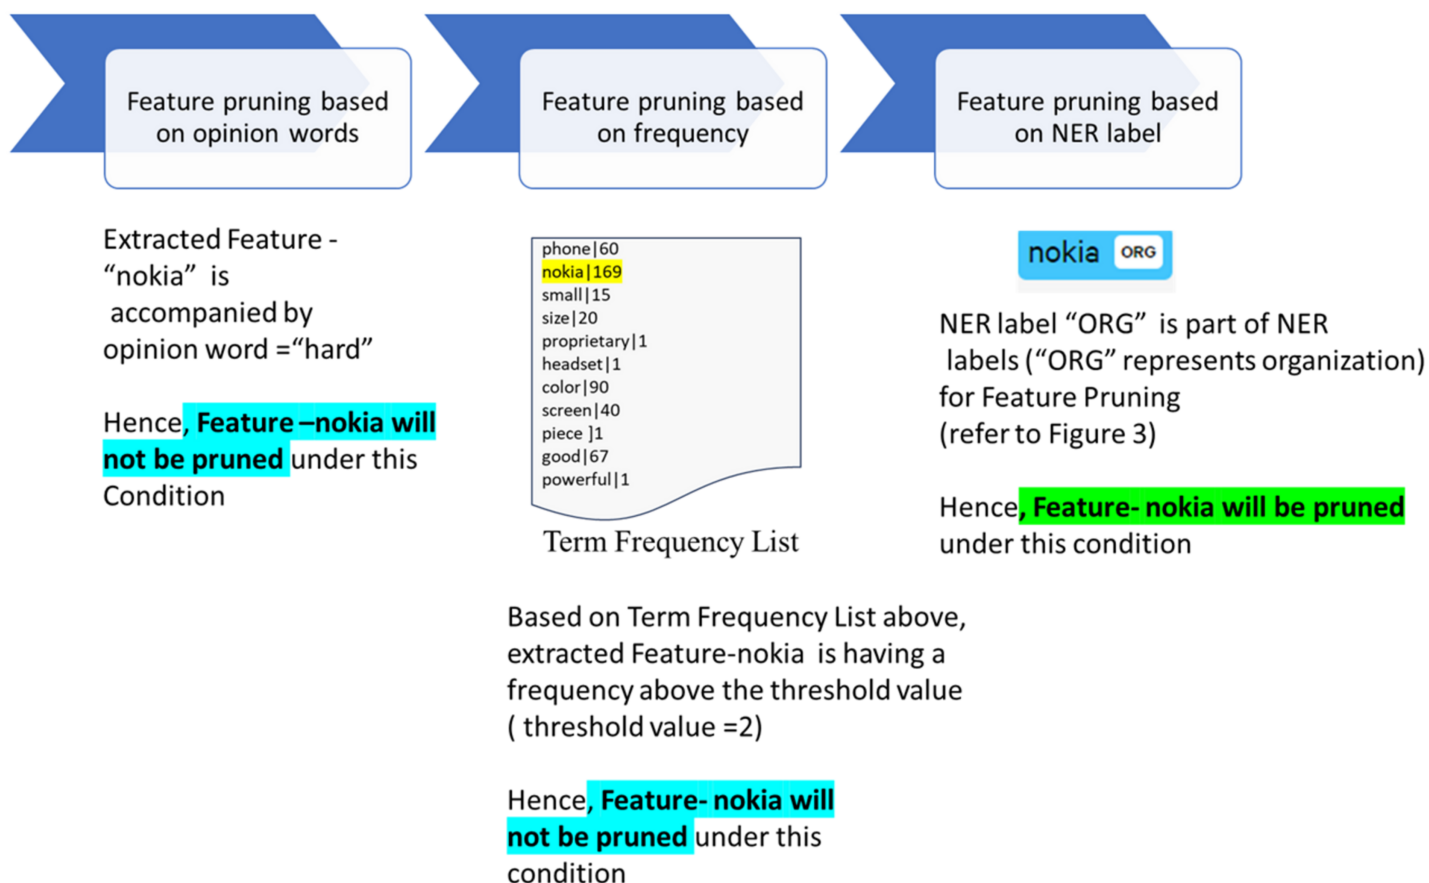 Feature pruning based
on opinion words
Feature pruning based
on frequency
Feature pruning based
on NER label
Extracted Feature -
“nokia” is
accompanied by
opinion word =“hard”
Hence, Feature –nokia will
not be pruned under this
Condition
phone|60
nokia|169
small|15
size|20
proprietary|1
headset|1
color|90
screen|40
piece ]1
good|67
powerful|1
Term Frequency List
Based on Term Frequency List above,
extracted Feature-nokia is having a
frequency above the threshold value
( threshold value =2)
Hence, Feature- nokia will
not be pruned under this
condition
nokia ORG
NER label “ORG” is part of NER
labels (“ORG” represents organization)
for Feature Pruning
(refer to Figure 3)
Hence, Feature- nokia will be pruned
under this condition